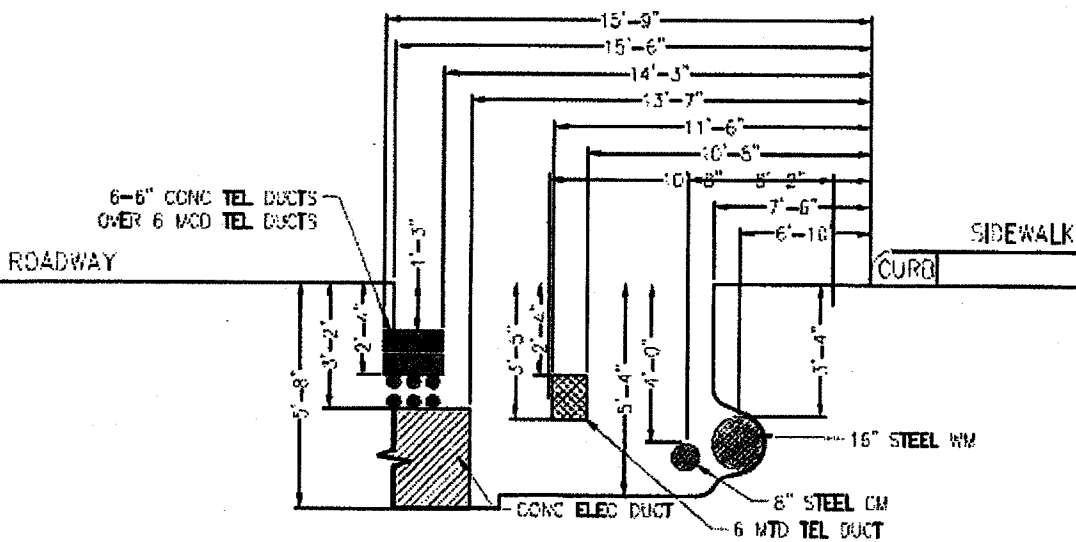 15'-9"
15'-6"
14'-3"
13'-7"
11'-6"
10'-6"
10'-8" 8'-2"
7'-6"
6'-10"
6-6" CONC TEL DUCTS
OVER 6 MCD TEL DUCTS
ROADWAY
SIDEWALK
CURB
1'-3"
2'-4"
3'-2"
5'-8"
2'-4"
3'-5"
5'-4"
4'-0"
3'-4"
16" STEEL WM
8" STEEL GM
CONC ELEC DUCT
6 MTD TEL DUCT